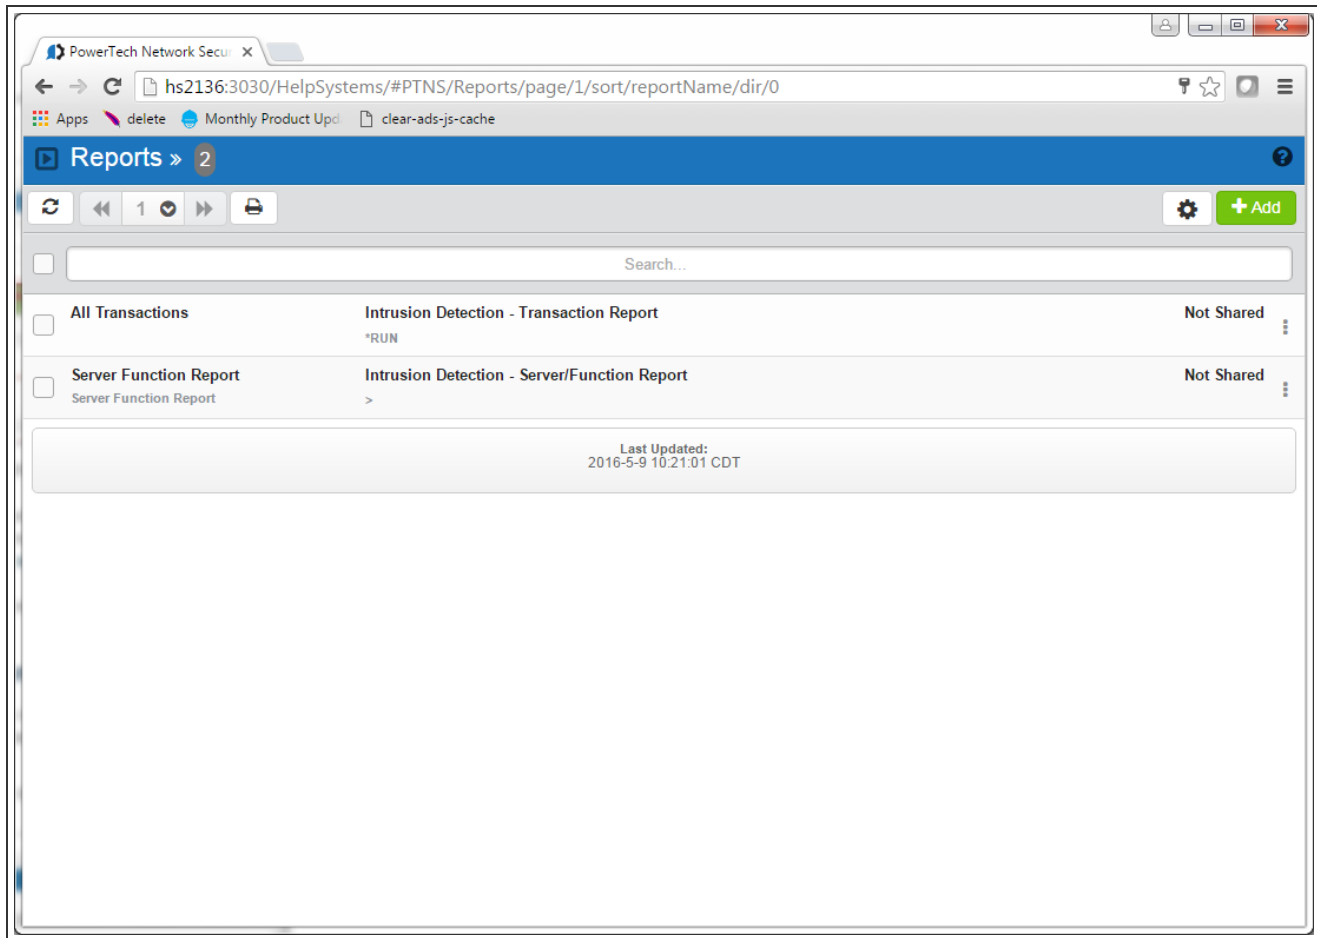 PowerTech Network Secur
hs2136:3030/HelpSystems/#PTNS/Reports/page/1/sort/reportName/dir/0
Apps delete Monthly Product Upd clear-ads-js-cache
Reports » 2
1 + Add
Search...
All Transactions Intrusion Detection - Transaction Report Not Shared
*RUN
Server Function Report Intrusion Detection - Server/Function Report Not Shared
Server Function Report >
Last Updated:
2016-5-9 10:21:01 CDT